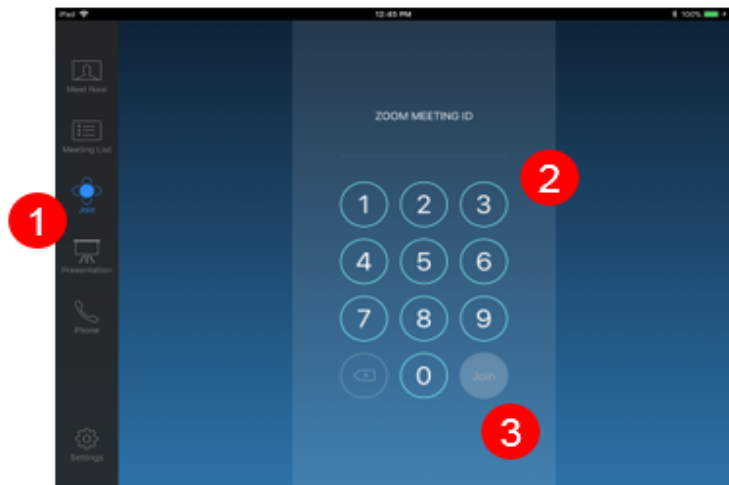 iPad 12:45 PM 100%
Meet Now
Meeting List
Join
Presentation
Phone
Settings
ZOOM MEETING ID
1 2 3
4 5 6
7 8 9
0 Join
1
2
3